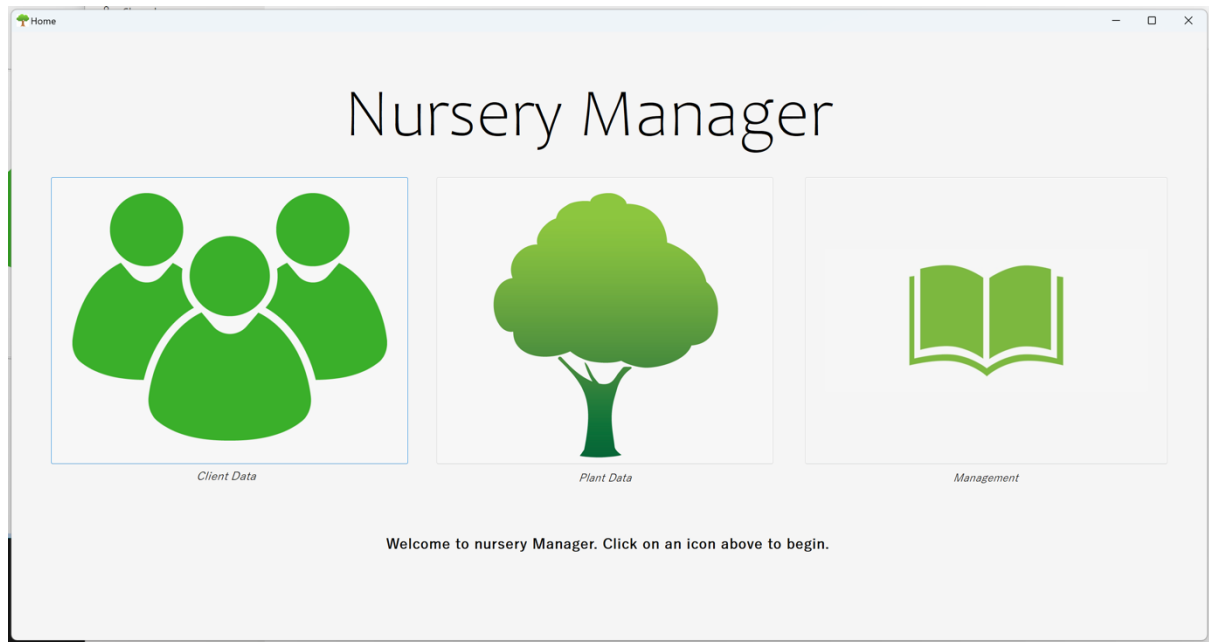 Home
Nursery Manager
Client Data
Plant Data
Management
Welcome to nursery Manager. Click on an icon above to begin.